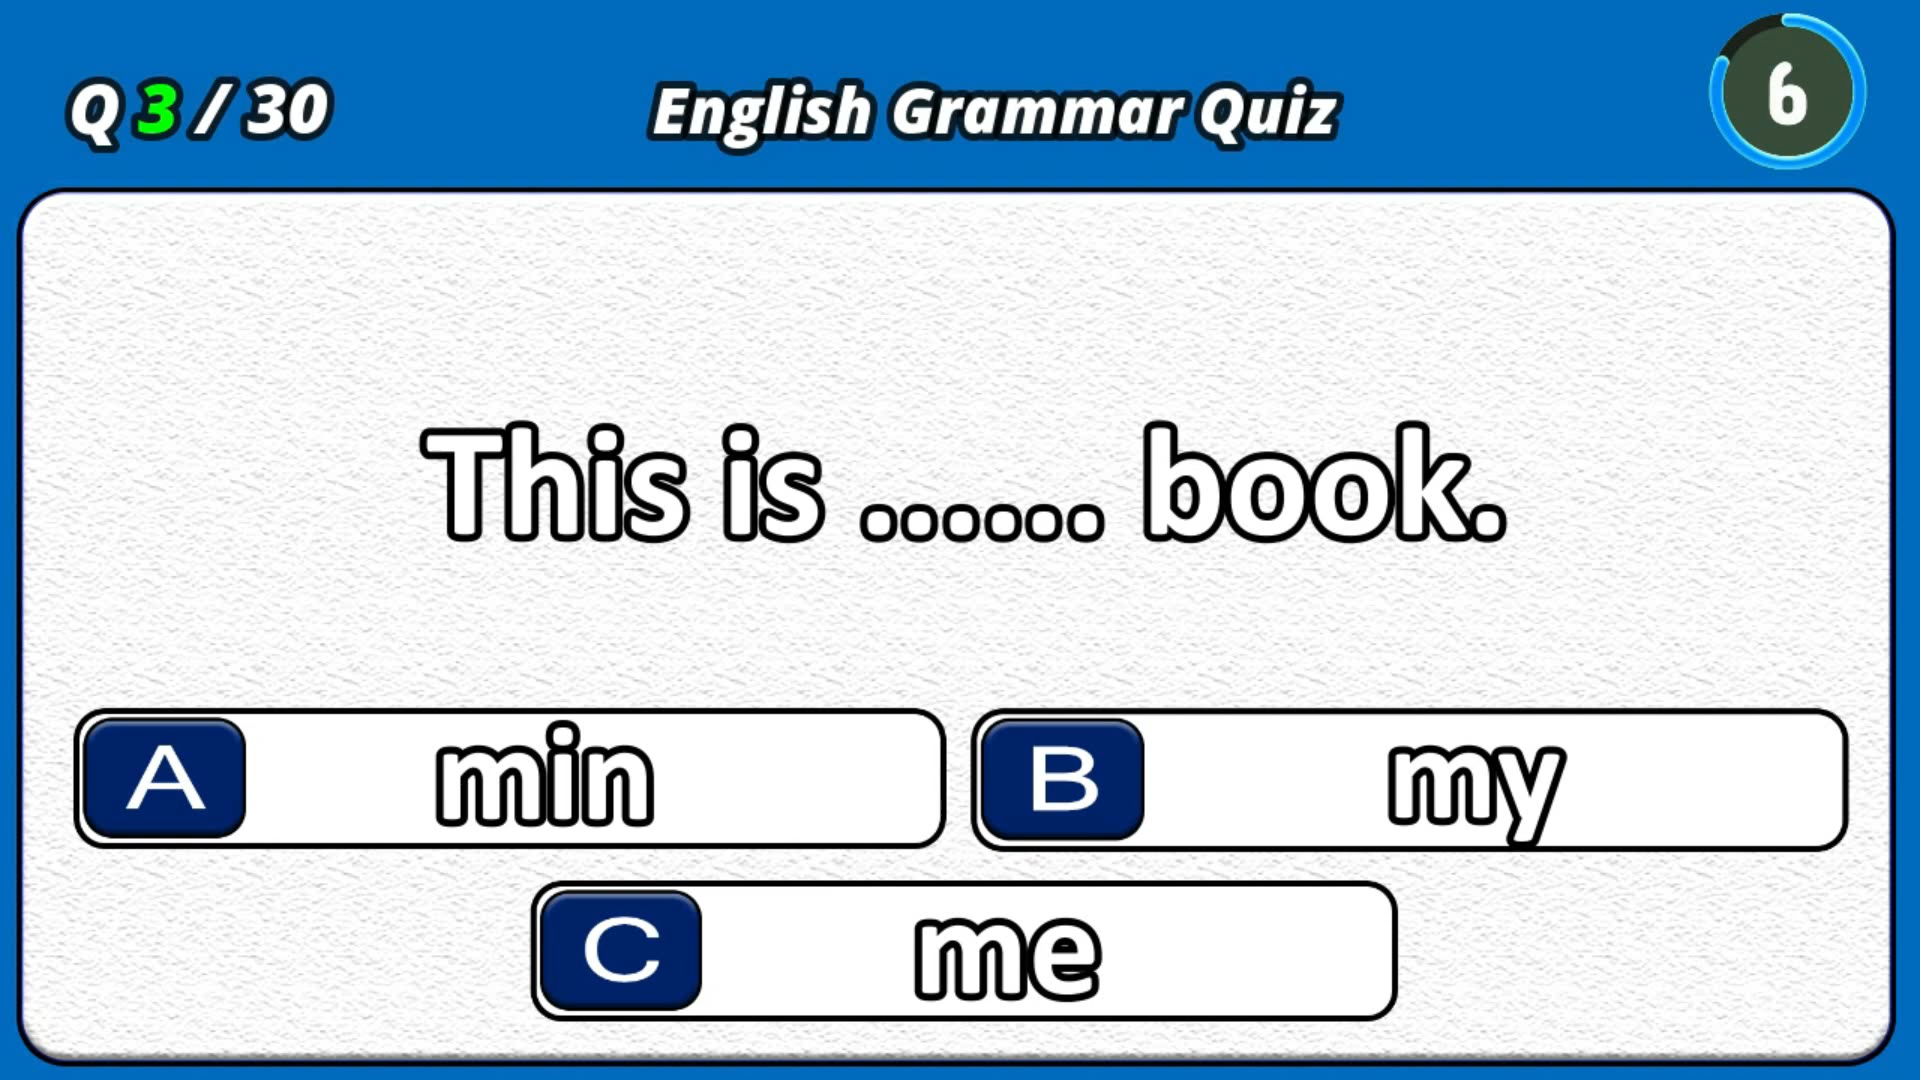 Q 3 / 30
English Grammar Quiz
6
This is ...... book.
A min
B my
C me